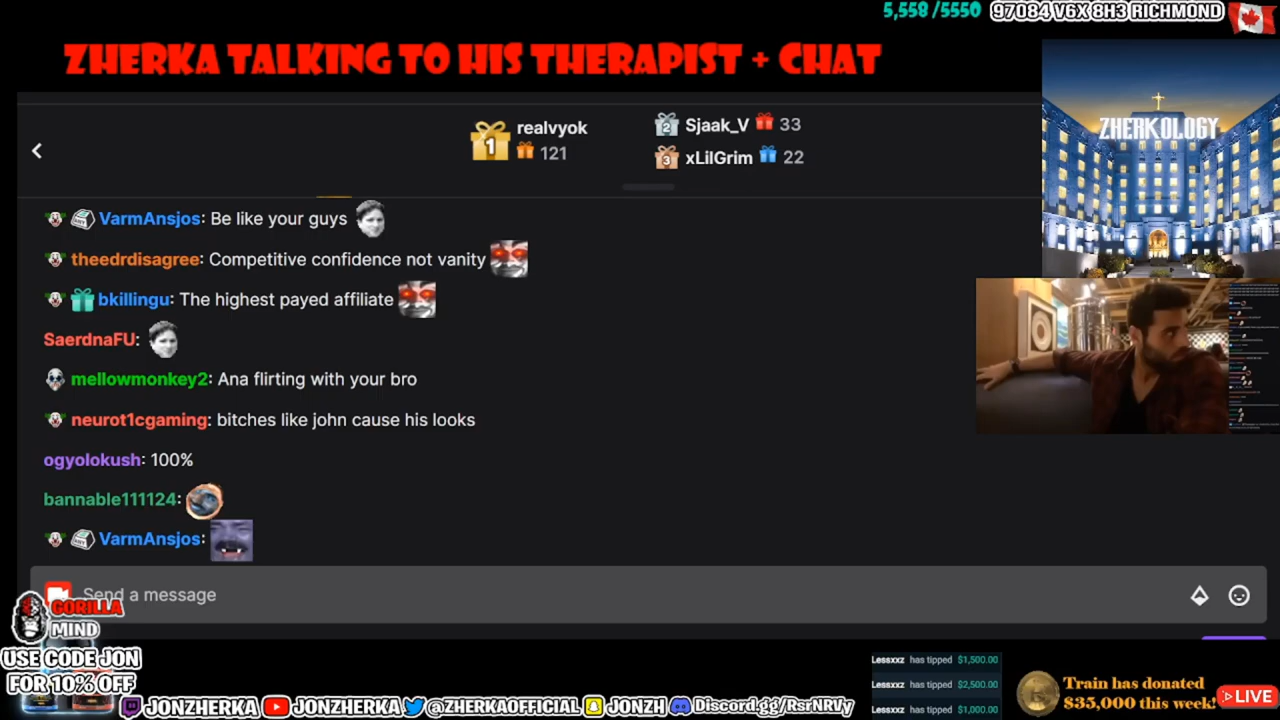 5,558 /5550
97084 V6X 8H3 RICHMOND
ZHERKA TALKING TO HIS THERAPIST + CHAT
ZHERKOLOGY
1 realvyok
121
2 Sjaak_V 33
3 xLilGrim 22
VarmAnsjos: Be like your guys
theedrdisagree: Competitive confidence not vanity
bkillingu: The highest payed affiliate
SaerdnaFU:
mellowmonkey2: Ana flirting with your bro
neurot1cgaming: bitches like john cause his looks
ogyolokush: 100%
bannable111124:
VarmAnsjos:
Send a message
GORILLA
MIND
USE CODE JON
FOR 10% OFF
JONZHERKA JONZHERKA @ZHERKAOFFICIAL JONZH Discord.gg/RsrNRVy
Lessxxz has tipped $1,500.00
Lessxxz has tipped $2,500.00
Lessxxz has tipped $1,000.00
Train has donated
$35,000 this week!
LIVE